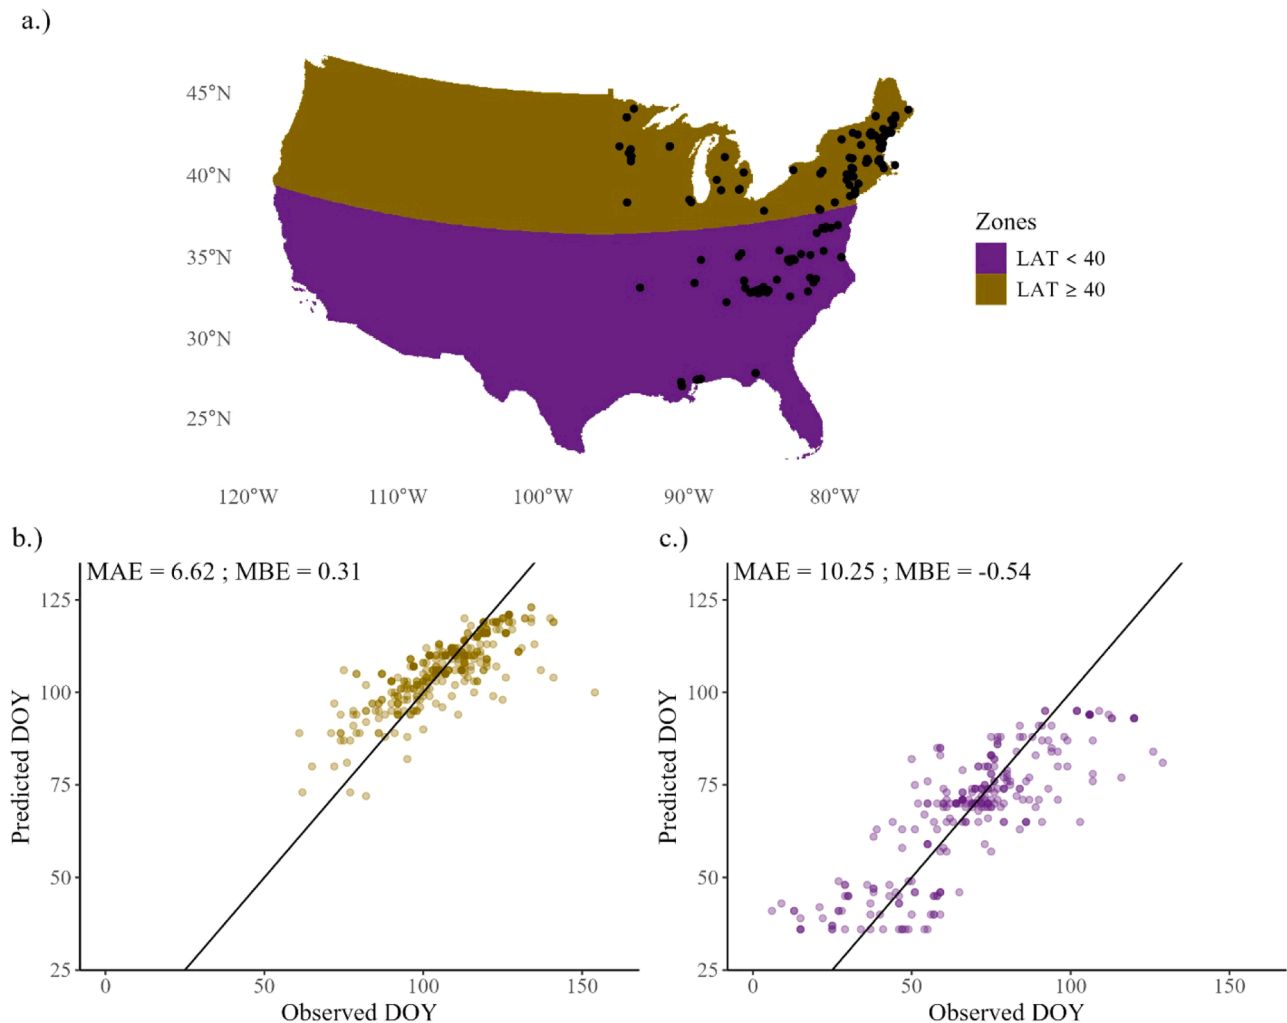 a.)
45°N
40°N
35°N
30°N
25°N
120°W 110°W 100°W 90°W 80°W
Zones
LAT < 40
LAT ≥ 40
b.)
MAE = 6.62 ; MBE = 0.31
125
100
75
50
25
Predicted DOY
0 50 100 150
Observed DOY
c.)
MAE = 10.25 ; MBE = -0.54
125
100
75
50
25
Predicted DOY
0 50 100 150
Observed DOY